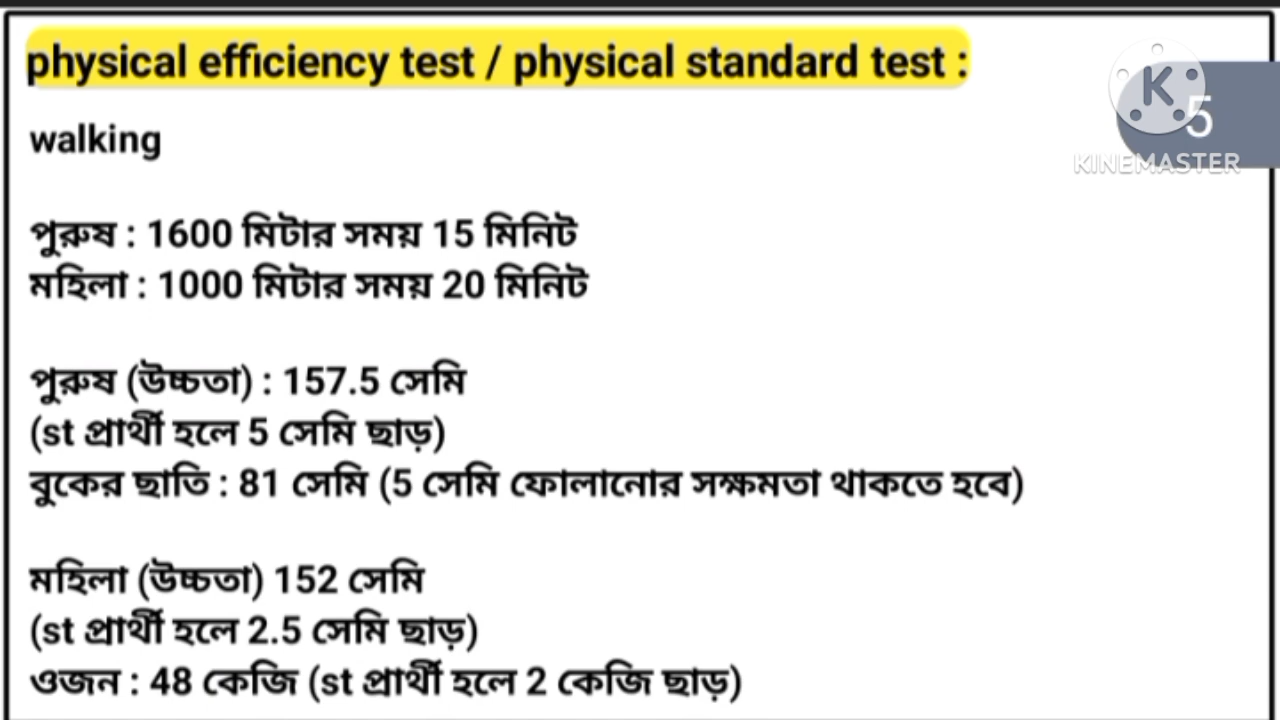 physical efficiency test / physical standard test :
5
KINEMASTER
walking
পুরুষ : 1600 মিটার সময় 15 মিনিট
মহিলা : 1000 মিটার সময় 20 মিনিট
পুরুষ (উচ্চতা) : 157.5 সেমি
(st প্রার্থী হলে 5 সেমি ছাড়)
বুকের ছাতি : 81 সেমি (5 সেমি ফোলানোর সক্ষমতা থাকতে হবে)
মহিলা (উচ্চতা) 152 সেমি
(st প্রার্থী হলে 2.5 সেমি ছাড়)
ওজন : 48 কেজি (st প্রার্থী হলে 2 কেজি ছাড়)